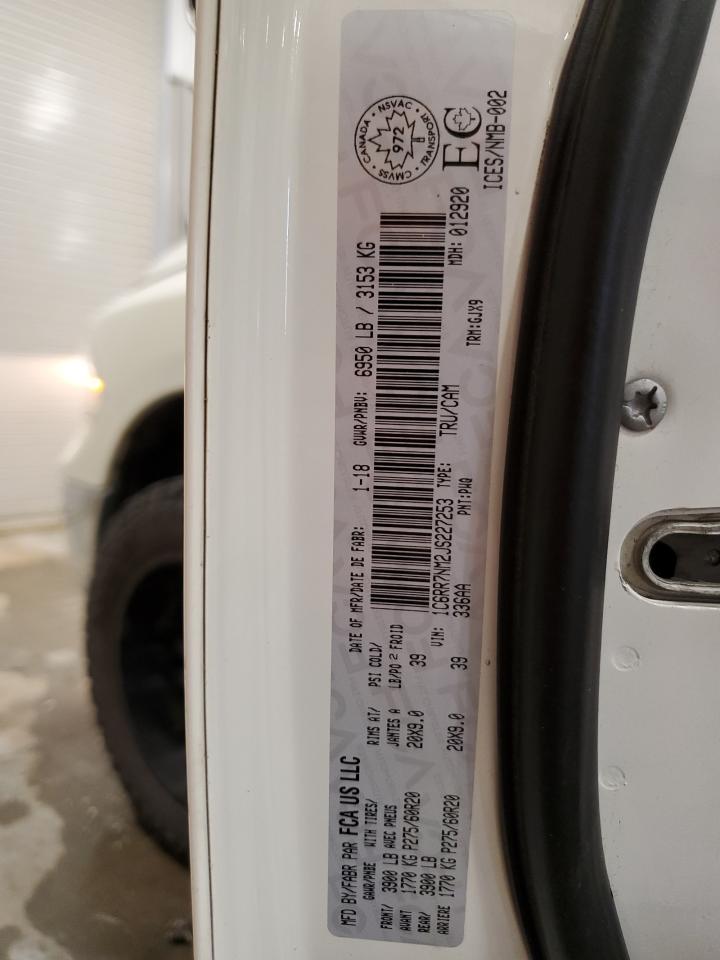 MFD BY/FABR PAR FCA US LLC
DATE OF MFR/DATE DE FABR: 1-18
GVWR/PNBV: 6950 LB / 3153 KG
GAWR/PNBE WITH TIRES/ RIMS AT/ PSI COLD/
FRONT/ 3900 LB AVEC PNEUS JANTES A LB/PO 2 FROID
AVANT 1770 KG P275/60R20 20X9.0 39
REAR/ 3900 LB
ARRIERE 1770 KG P275/60R20 20X9.0 39
VIN: 1C6RR7NM2JS227253 TYPE: TRU/CAM
336AA PNT:PWQ TRM:GJX9
MDH: 012920
CMVSS · CANADA · NSVAC · TRANSPORT
972
EC
ICES/NMB-002